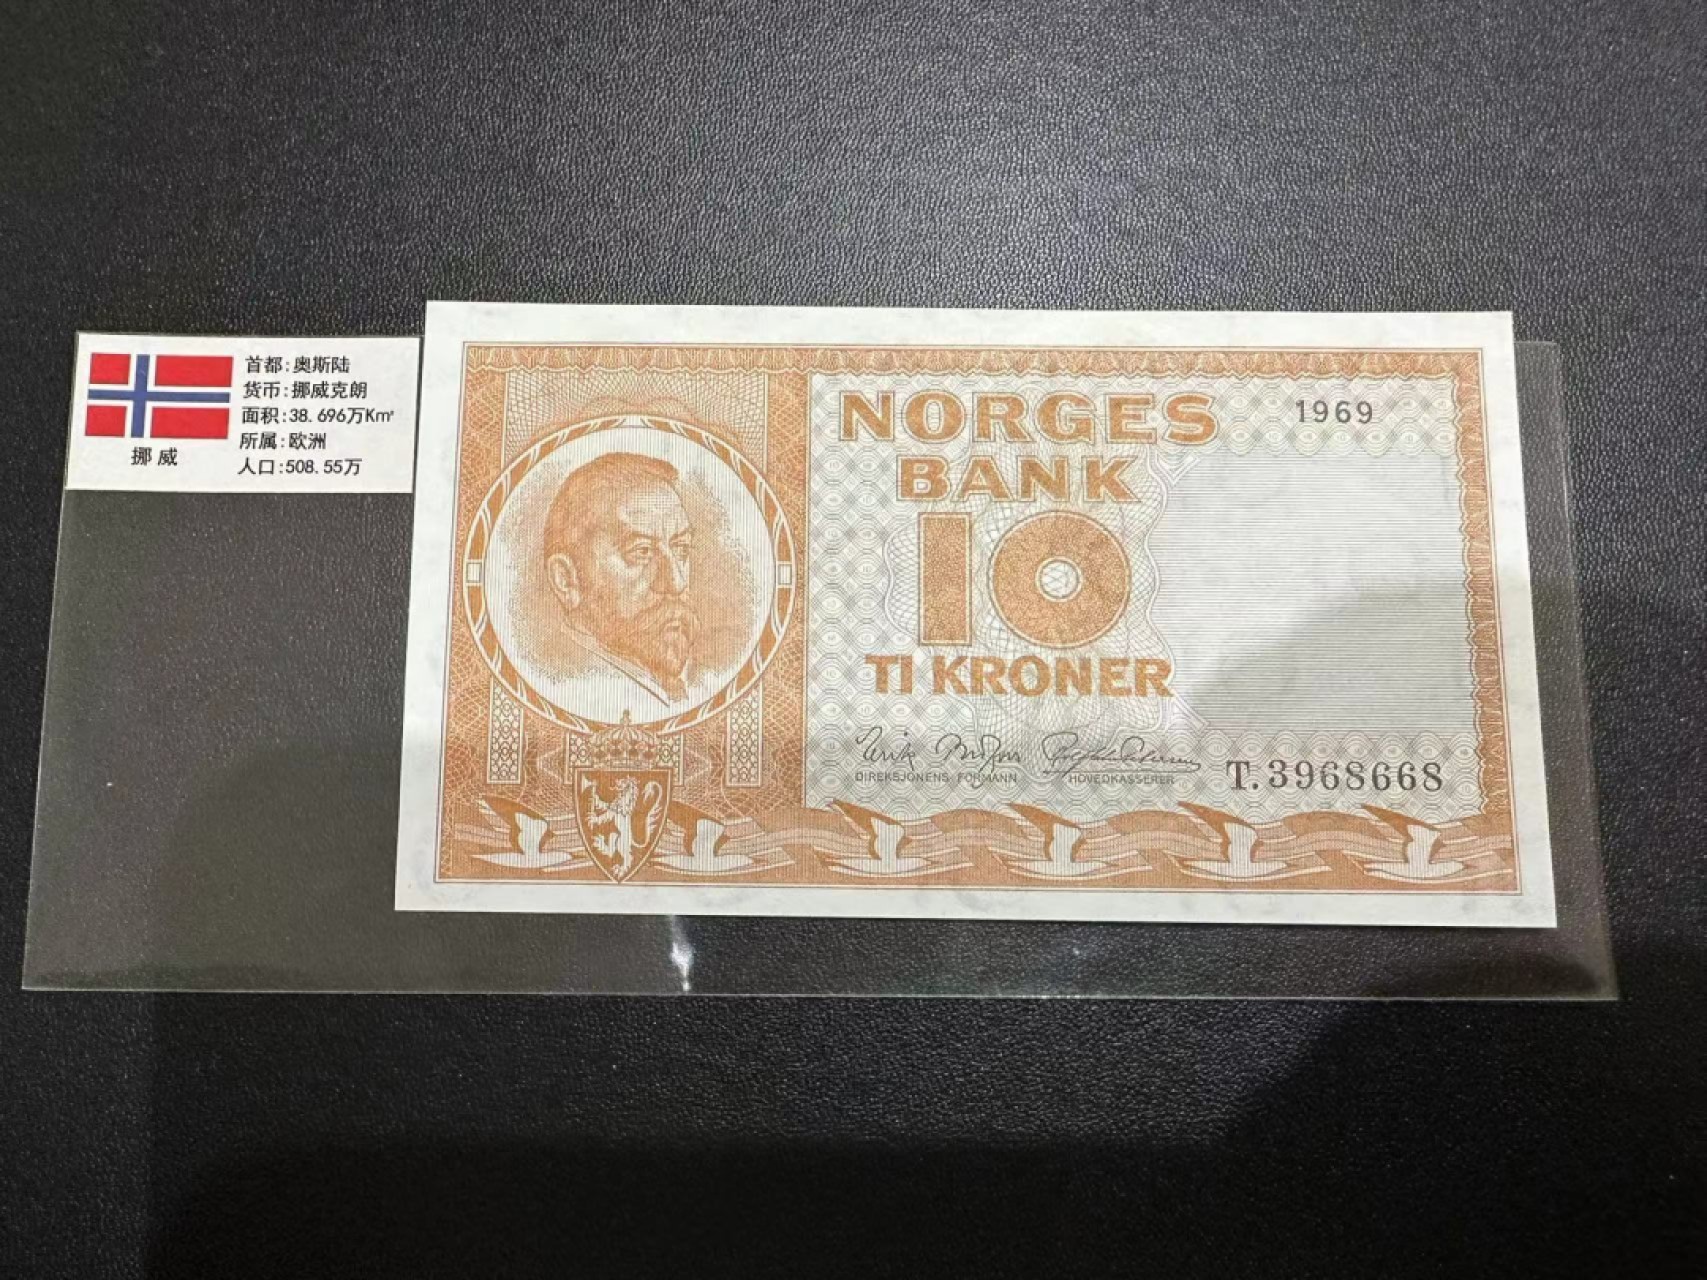 首都:奥斯陆
货币:挪威克朗
面积:38.696万K㎡
所属:欧洲
人口:508.55万
挪威
NORGES
BANK
1969
10
TI KRONER
DIREKSJONENS FORMANN
HOVEDKASSERER
T.3968668